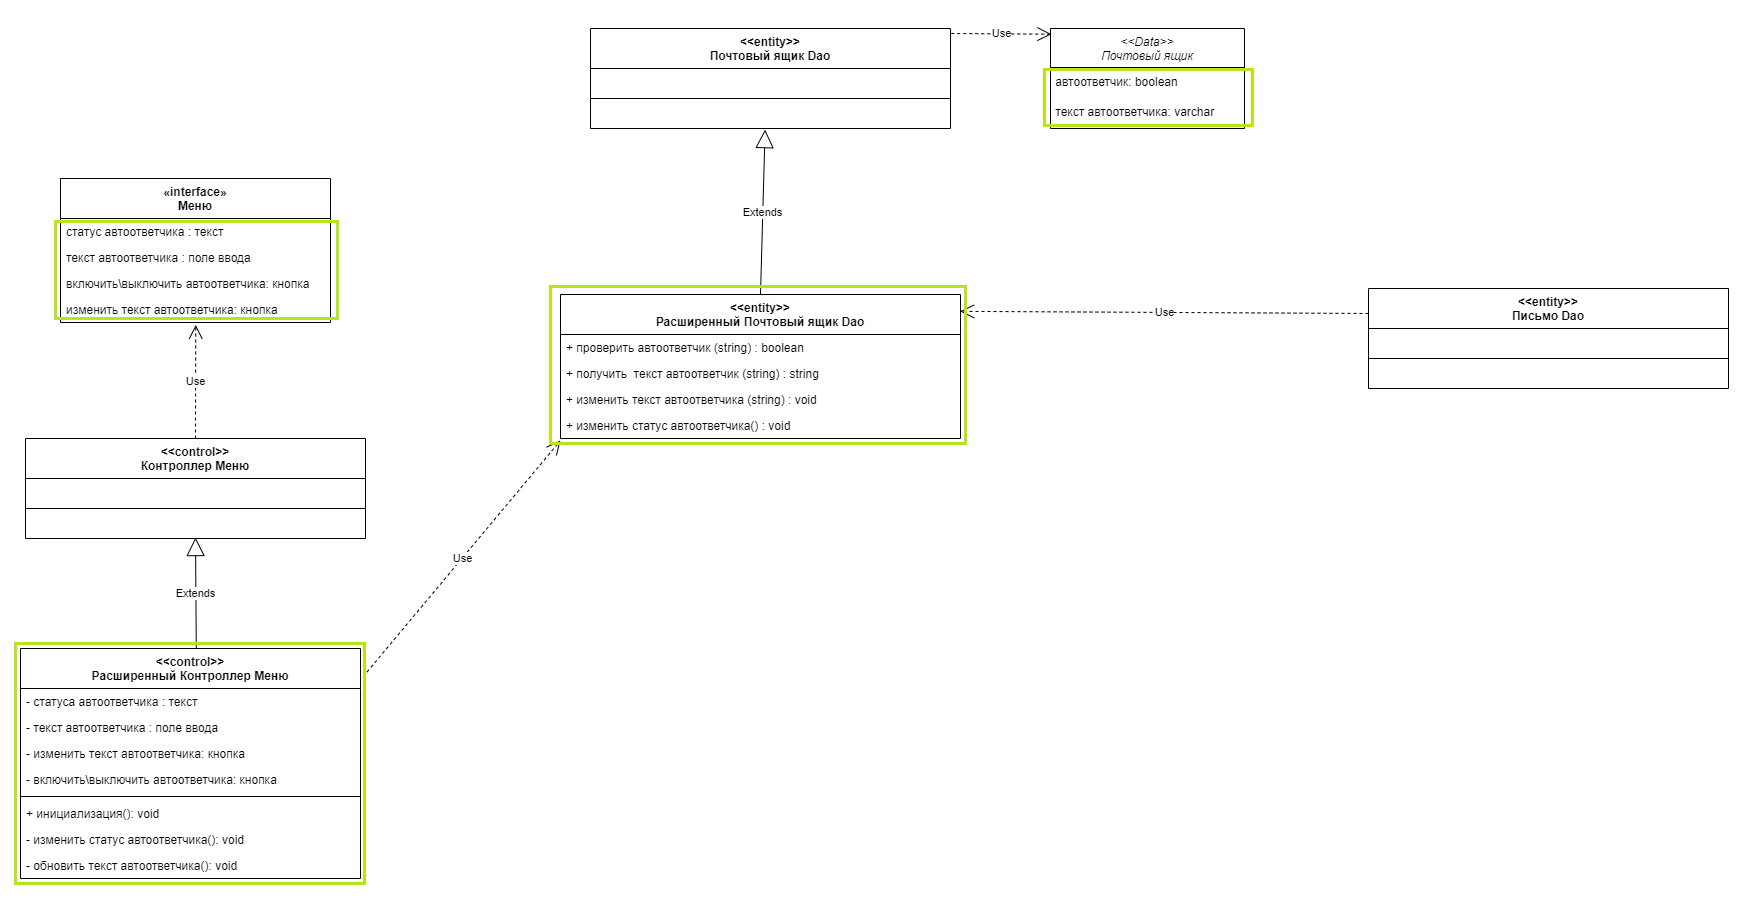 <<entity>>
Почтовый ящик Dao
Use
<<Data>>
Почтовый ящик
автоответчик: boolean
текст автоответчика: varchar
Extends
«interface»
Меню
статус автоответчика : текст
текст автоответчика : поле ввода
включить\выключить автоответчика: кнопка
изменить текст автоответчика: кнопка
Use
<<entity>>
Расширенный Почтовый ящик Dao
+ проверить автоответчик (string) : boolean
+ получить  текст автоответчик (string) : string
+ изменить текст автоответчика (string) : void
+ изменить статус автоответчика() : void
Use
<<entity>>
Письмо Dao
<<control>>
Контроллер Меню
Extends
Use
<<control>>
Расширенный Контроллер Меню
- статуса автоответчика : текст
- текст автоответчика : поле ввода
- изменить текст автоответчика: кнопка
- включить\выключить автоответчика: кнопка
+ инициализация(): void
- изменить статус автоответчика(): void
- обновить текст автоответчика(): void